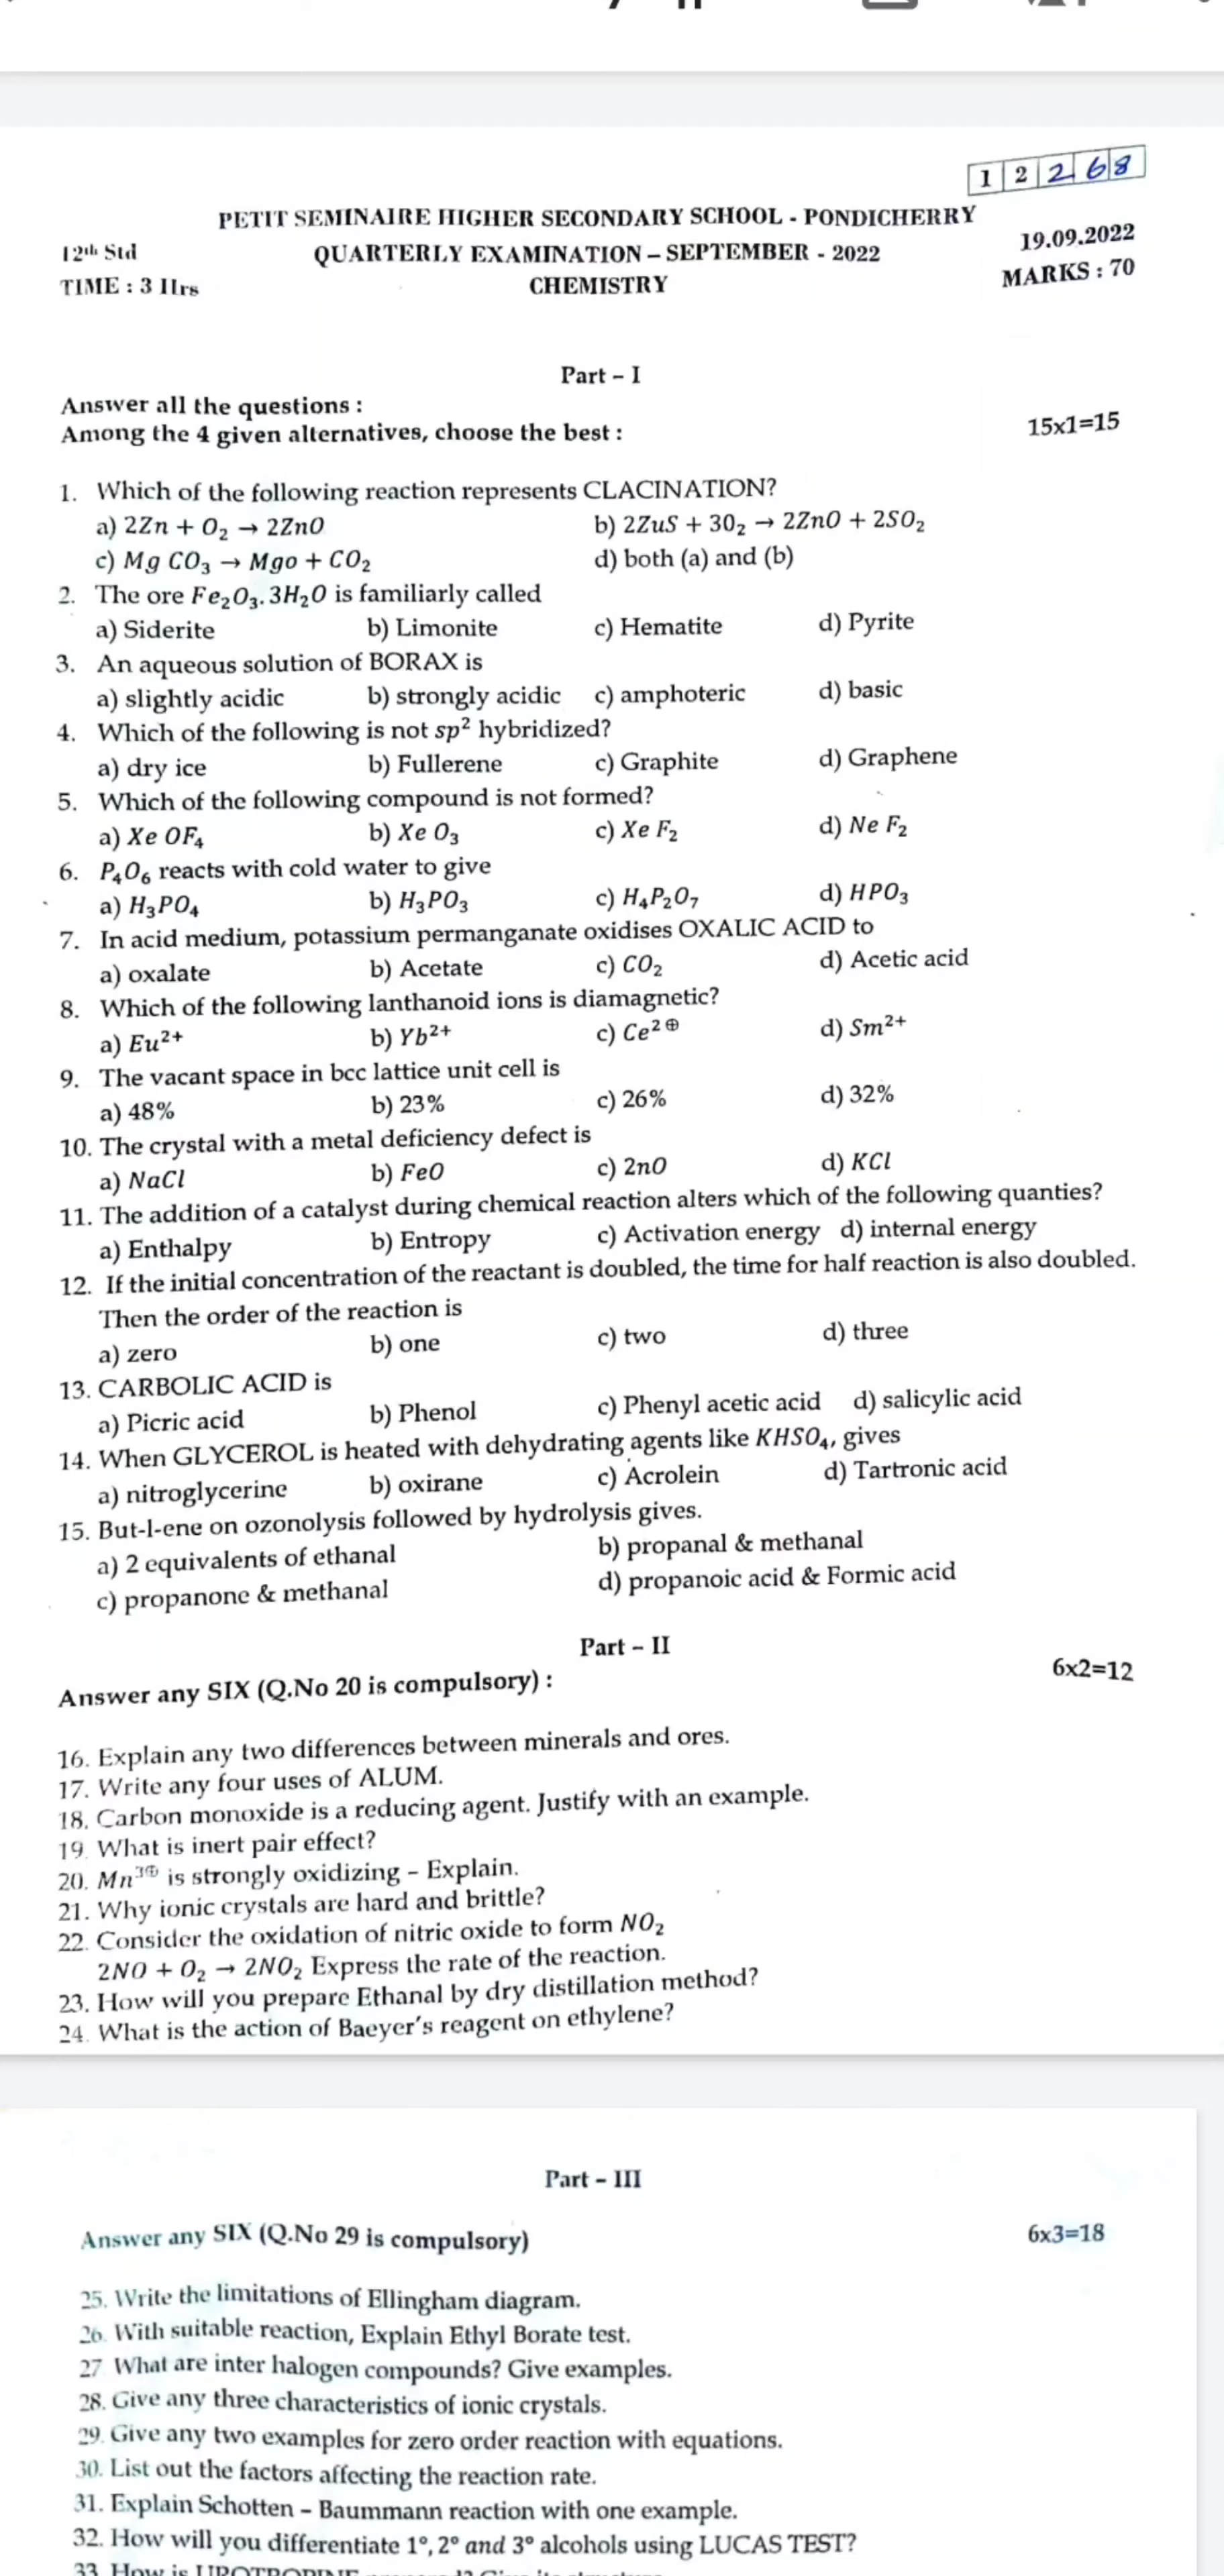 1 2 2 6 8
PETIT SEMINAIRE HIGHER SECONDARY SCHOOL - PONDICHERRY
12th Std QUARTERLY EXAMINATION – SEPTEMBER - 2022 19.09.2022
TIME : 3 Hrs CHEMISTRY MARKS : 70
Part – I
Answer all the questions :
Among the 4 given alternatives, choose the best : 15x1=15
1. Which of the following reaction represents CLACINATION?
a) 2Zn + O₂ → 2ZnO b) 2ZuS + 30₂ → 2ZnO + 2SO₂
c) Mg CO₃ → Mgo + CO₂ d) both (a) and (b)
2. The ore Fe₂O₃.3H₂O is familiarly called
a) Siderite b) Limonite c) Hematite d) Pyrite
3. An aqueous solution of BORAX is
a) slightly acidic b) strongly acidic c) amphoteric d) basic
4. Which of the following is not sp² hybridized?
a) dry ice b) Fullerene c) Graphite d) Graphene
5. Which of the following compound is not formed?
a) Xe OF₄ b) Xe O₃ c) Xe F₂ d) Ne F₂
6. P₄O₆ reacts with cold water to give
a) H₃PO₄ b) H₃PO₃ c) H₄P₂O₇ d) HPO₃
7. In acid medium, potassium permanganate oxidises OXALIC ACID to
a) oxalate b) Acetate c) CO₂ d) Acetic acid
8. Which of the following lanthanoid ions is diamagnetic?
a) Eu²⁺ b) Yb²⁺ c) Ce²⊕ d) Sm²⁺
9. The vacant space in bcc lattice unit cell is
a) 48% b) 23% c) 26% d) 32%
10. The crystal with a metal deficiency defect is
a) NaCl b) FeO c) 2nO d) KCl
11. The addition of a catalyst during chemical reaction alters which of the following quanties?
a) Enthalpy b) Entropy c) Activation energy d) internal energy
12. If the initial concentration of the reactant is doubled, the time for half reaction is also doubled.
Then the order of the reaction is
a) zero b) one c) two d) three
13. CARBOLIC ACID is
a) Picric acid b) Phenol c) Phenyl acetic acid d) salicylic acid
14. When GLYCEROL is heated with dehydrating agents like KHSO₄, gives
a) nitroglycerine b) oxirane c) Acrolein d) Tartronic acid
15. But-l-ene on ozonolysis followed by hydrolysis gives.
a) 2 equivalents of ethanal b) propanal & methanal
c) propanone & methanal d) propanoic acid & Formic acid
Part – II
Answer any SIX (Q.No 20 is compulsory) : 6x2=12
16. Explain any two differences between minerals and ores.
17. Write any four uses of ALUM.
18. Carbon monoxide is a reducing agent. Justify with an example.
19. What is inert pair effect?
20. Mn³⊕ is strongly oxidizing – Explain.
21. Why ionic crystals are hard and brittle?
22. Consider the oxidation of nitric oxide to form NO₂
2NO + O₂ → 2NO₂ Express the rate of the reaction.
23. How will you prepare Ethanal by dry distillation method?
24. What is the action of Baeyer's reagent on ethylene?
Part – III
Answer any SIX (Q.No 29 is compulsory) 6x3=18
25. Write the limitations of Ellingham diagram.
26. With suitable reaction, Explain Ethyl Borate test.
27 What are inter halogen compounds? Give examples.
28. Give any three characteristics of ionic crystals.
29. Give any two examples for zero order reaction with equations.
30. List out the factors affecting the reaction rate.
31. Explain Schotten – Baummann reaction with one example.
32. How will you differentiate 1°, 2° and 3° alcohols using LUCAS TEST?
33. How is UROTROPINE